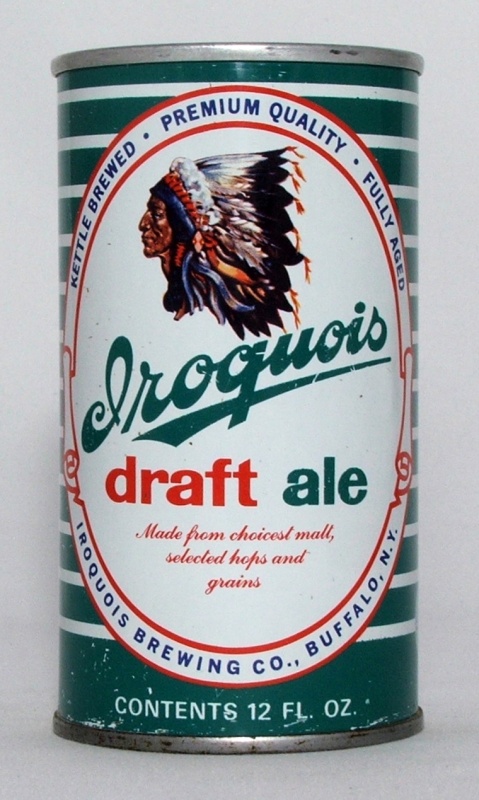 KETTLE BREWED • PREMIUM QUALITY • FULLY AGED
Iroquois
draft ale
Made from choicest malt,
selected hops and
grains
IROQUOIS BREWING CO., BUFFALO, N.Y.
CONTENTS 12 FL. OZ.